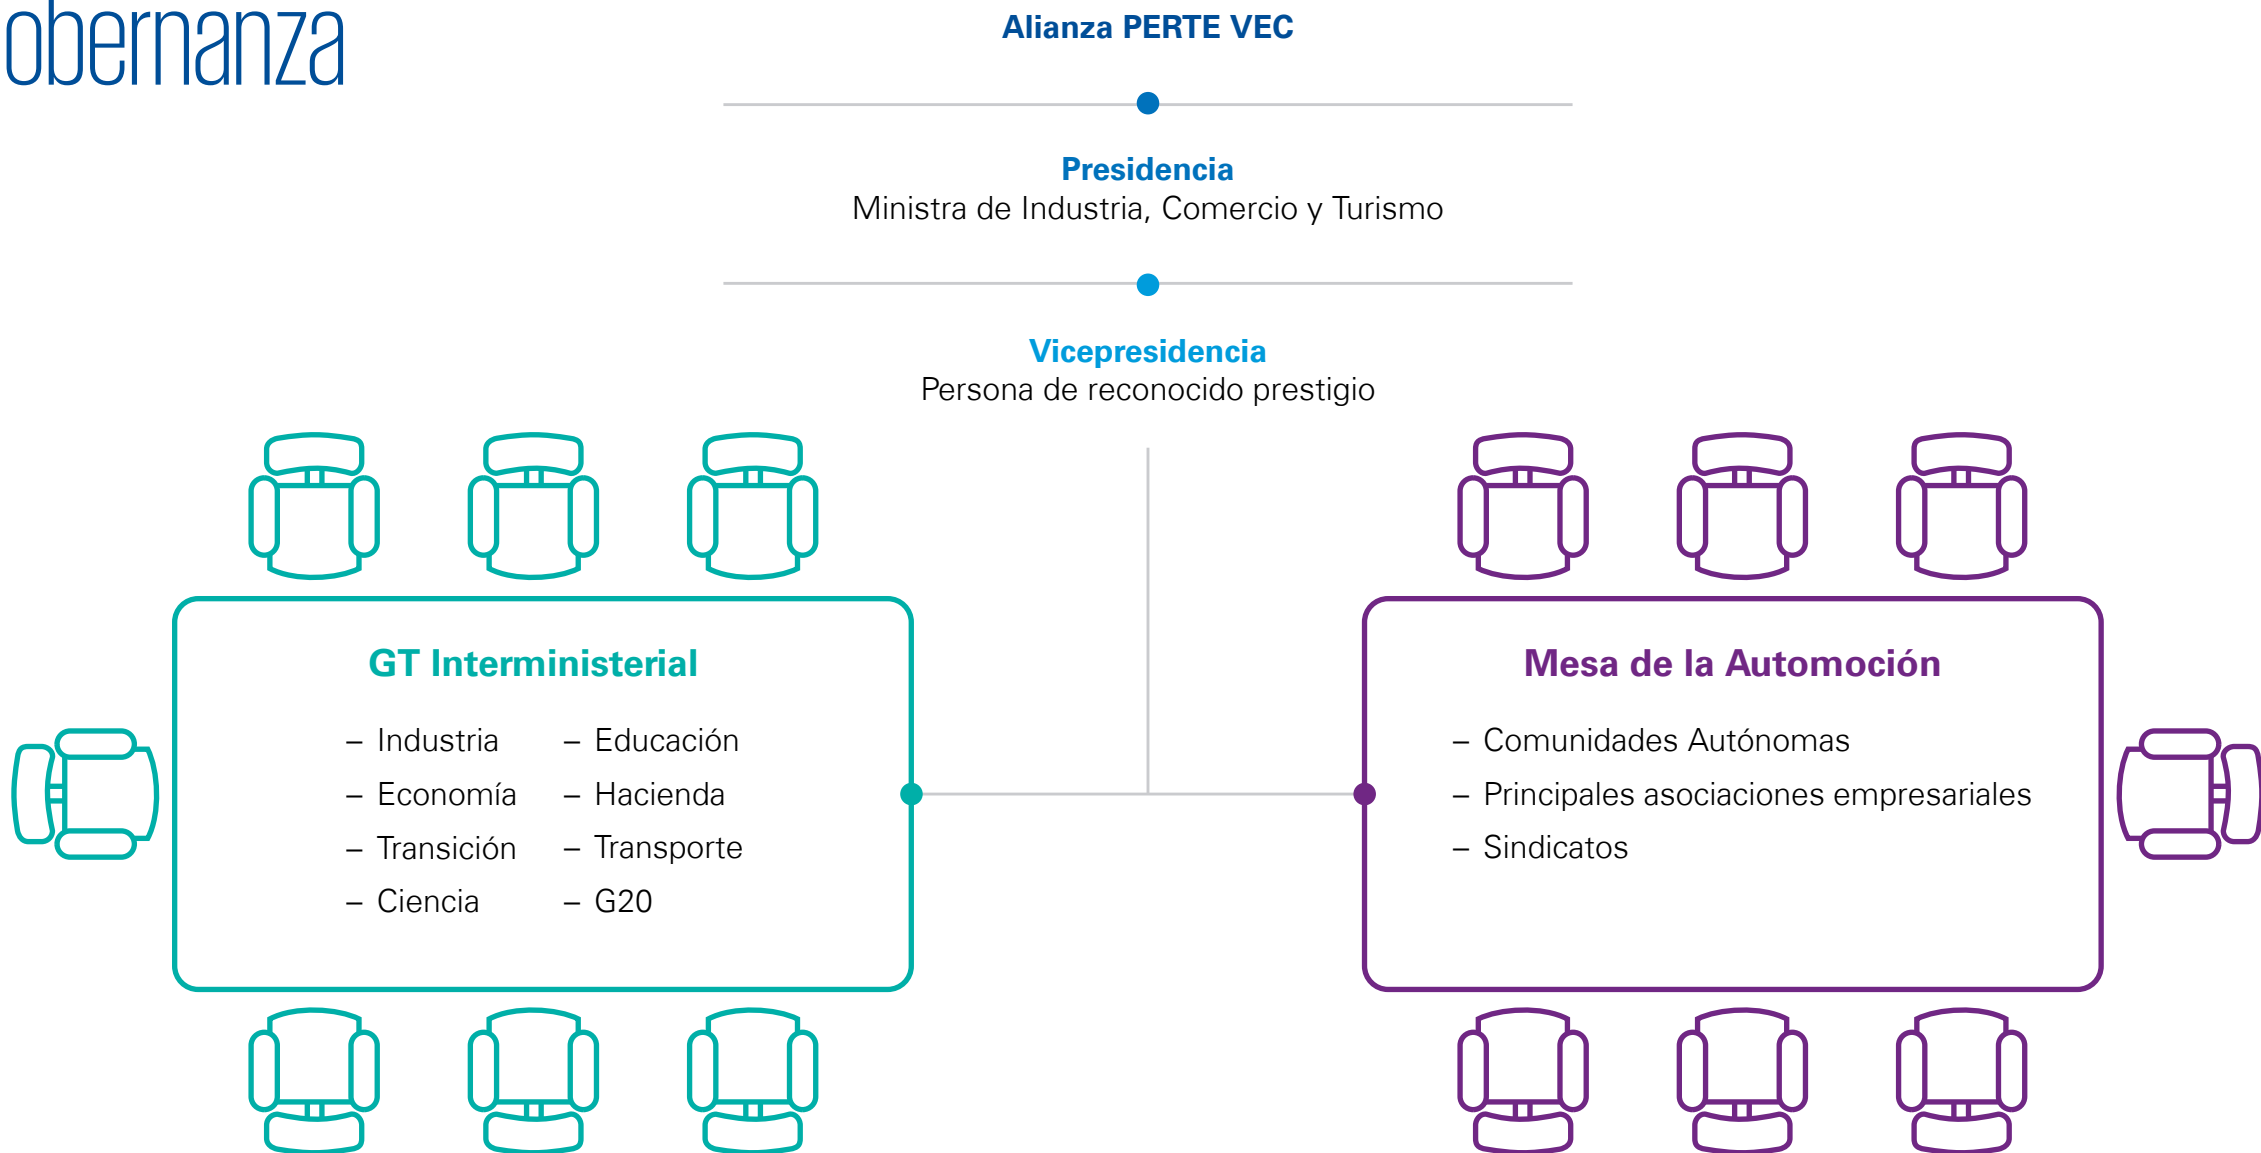 obernanza
Alianza PERTE VEC
Presidencia
Ministra de Industria, Comercio y Turismo
Vicepresidencia
Persona de reconocido prestigio
GT Interministerial
– Industria
– Economía
– Transición
– Ciencia
– Educación
– Hacienda
– Transporte
– G20
Mesa de la Automoción
– Comunidades Autónomas
– Principales asociaciones empresariales
– Sindicatos